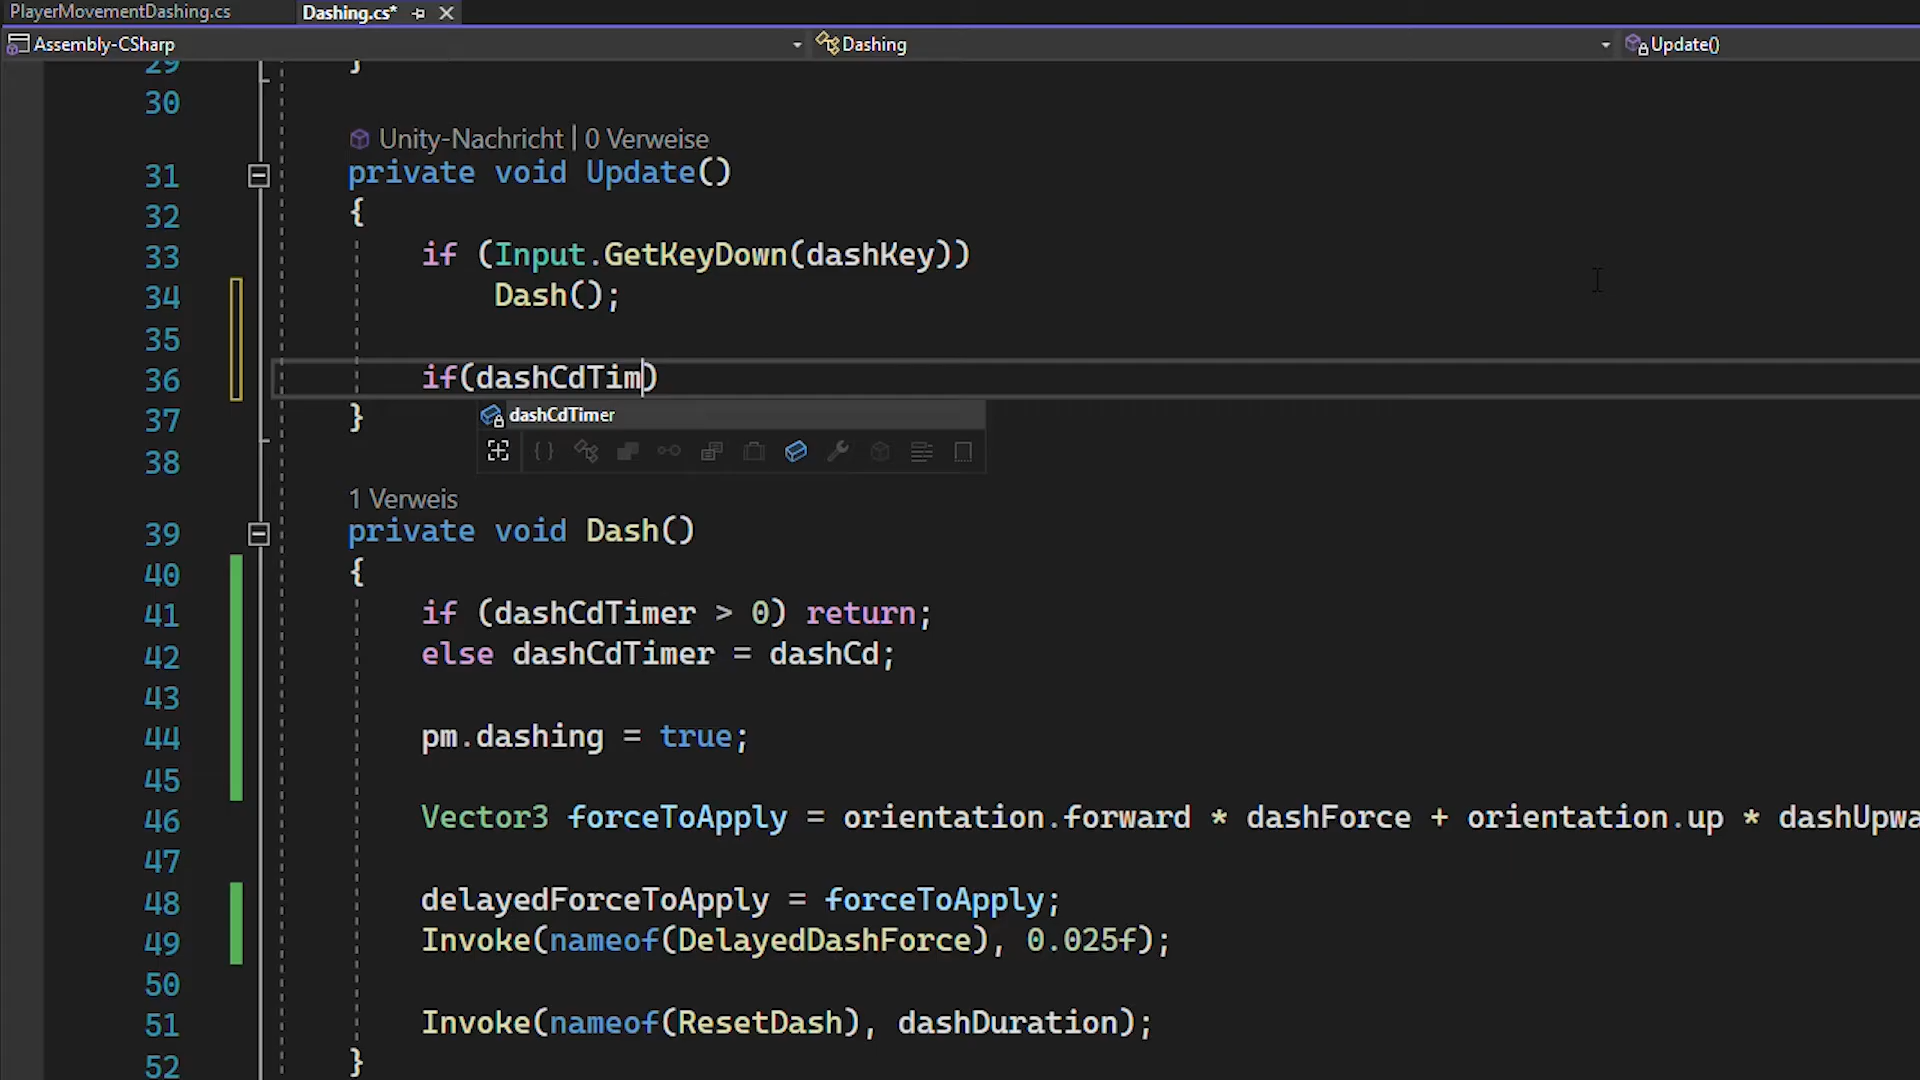 PlayerMovementDashing.cs
Dashing.cs*
Assembly-CSharp
Dashing
Update()
29 }
30
Unity-Nachricht | 0 Verweise
31 private void Update()
32 {
33 if (Input.GetKeyDown(dashKey))
34 Dash();
35
36 if(dashCdTim)
dashCdTimer
37 }
38
1 Verweis
39 private void Dash()
40 {
41 if (dashCdTimer > 0) return;
42 else dashCdTimer = dashCd;
43
44 pm.dashing = true;
45
46 Vector3 forceToApply = orientation.forward * dashForce + orientation.up * dashUpwa
47
48 delayedForceToApply = forceToApply;
49 Invoke(nameof(DelayedDashForce), 0.025f);
50
51 Invoke(nameof(ResetDash), dashDuration);
52 }